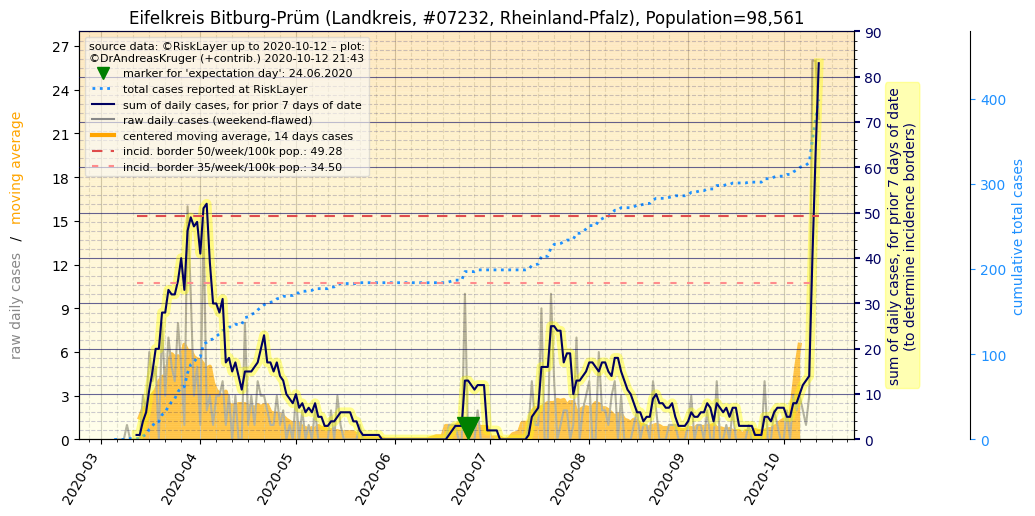 Eifelkreis Bitburg-Prüm (Landkreis, #07232, Rheinland-Pfalz), Population=98,561
source data: ©RiskLayer up to 2020-10-12 – plot:
©DrAndreasKruger (+contrib.) 2020-10-12 21:43
marker for 'expectation day': 24.06.2020
total cases reported at RiskLayer
sum of daily cases, for prior 7 days of date
raw daily cases (weekend-flawed)
centered moving average, 14 days cases
incid. border 50/week/100k pop.: 49.28
incid. border 35/week/100k pop.: 34.50
raw daily cases / moving average
27
24
21
18
15
12
9
6
3
0
2020-03
2020-04
2020-05
2020-06
2020-07
2020-08
2020-09
2020-10
90
80
70
60
50
40
30
20
10
0
sum of daily cases, for prior 7 days of date
(to determine incidence borders)
400
300
200
100
0
cumulative total cases